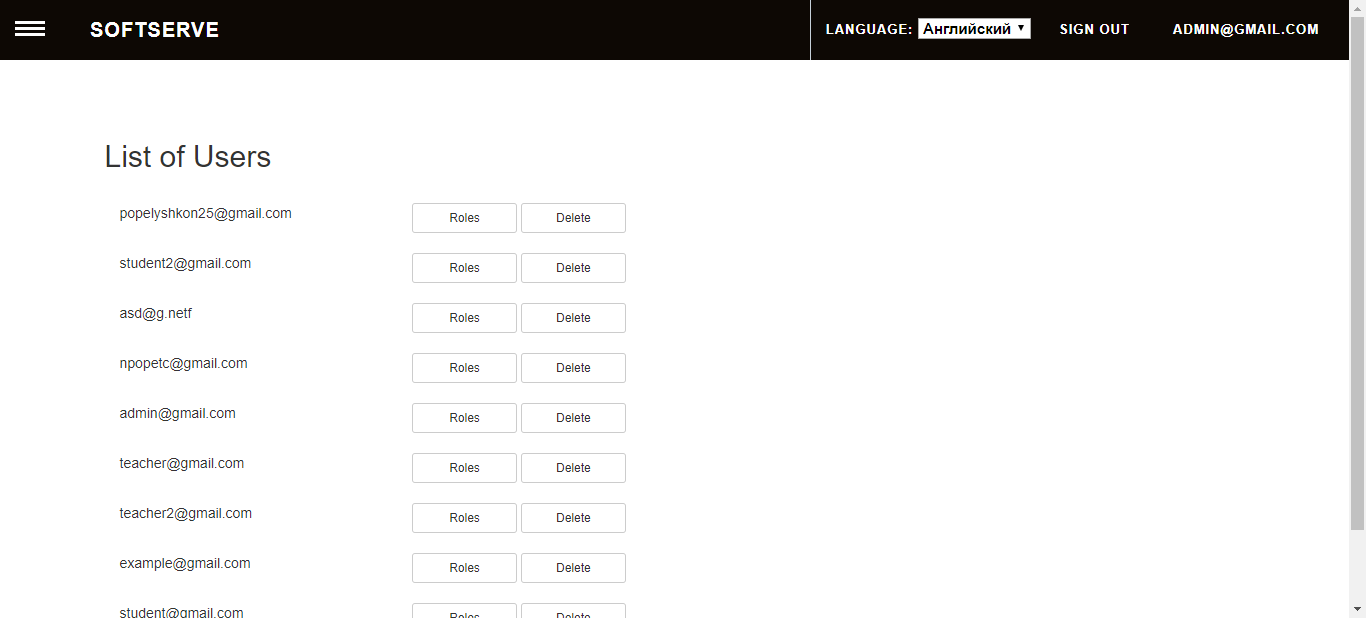 SOFTSERVE
LANGUAGE: Английский SIGN OUT ADMIN@GMAIL.COM
List of Users
popelyshkon25@gmail.com Roles Delete
student2@gmail.com Roles Delete
asd@g.netf Roles Delete
npopetc@gmail.com Roles Delete
admin@gmail.com Roles Delete
teacher@gmail.com Roles Delete
teacher2@gmail.com Roles Delete
example@gmail.com Roles Delete
student@gmail.com Roles Delete